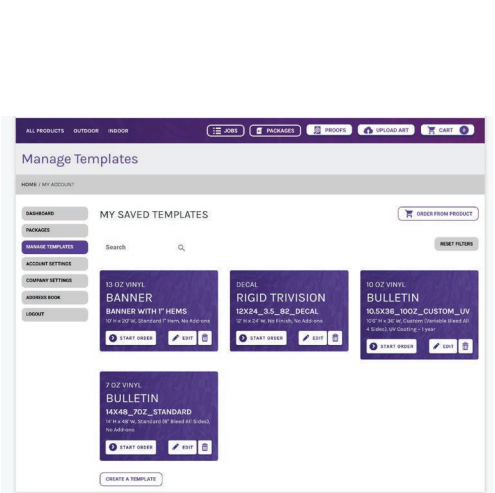 ALL PRODUCTS OUTDOOR INDOOR JOBS PACKAGES PROOFS UPLOAD ART CART 0
Manage Templates
HOME / MY ACCOUNT
DASHBOARD
PACKAGES
MANAGE TEMPLATES
ACCOUNT SETTINGS
COMPANY SETTINGS
ADDRESS BOOK
LOGOUT
MY SAVED TEMPLATES
ORDER FROM PRODUCT
Search
RESET FILTERS
13 OZ VINYL
BANNER
BANNER WITH 1" HEMS
10' H x 20' W, Standard 1" Hem, No Add-ons
START ORDER EDIT
DECAL
RIGID TRIVISION
12X24_3.5_82_DECAL
12' H x 24' W, No Finish, No Add-ons
START ORDER EDIT
10 OZ VINYL
BULLETIN
10.5X36_10OZ_CUSTOM_UV
10'6" H x 36' W, Custom (Variable Bleed All
4 Sides), UV Coating - 1 year
START ORDER EDIT
7 OZ VINYL
BULLETIN
14X48_7OZ_STANDARD
14' H x 48' W, Standard (6" Bleed All Sides),
No Add-ons
START ORDER EDIT
CREATE A TEMPLATE